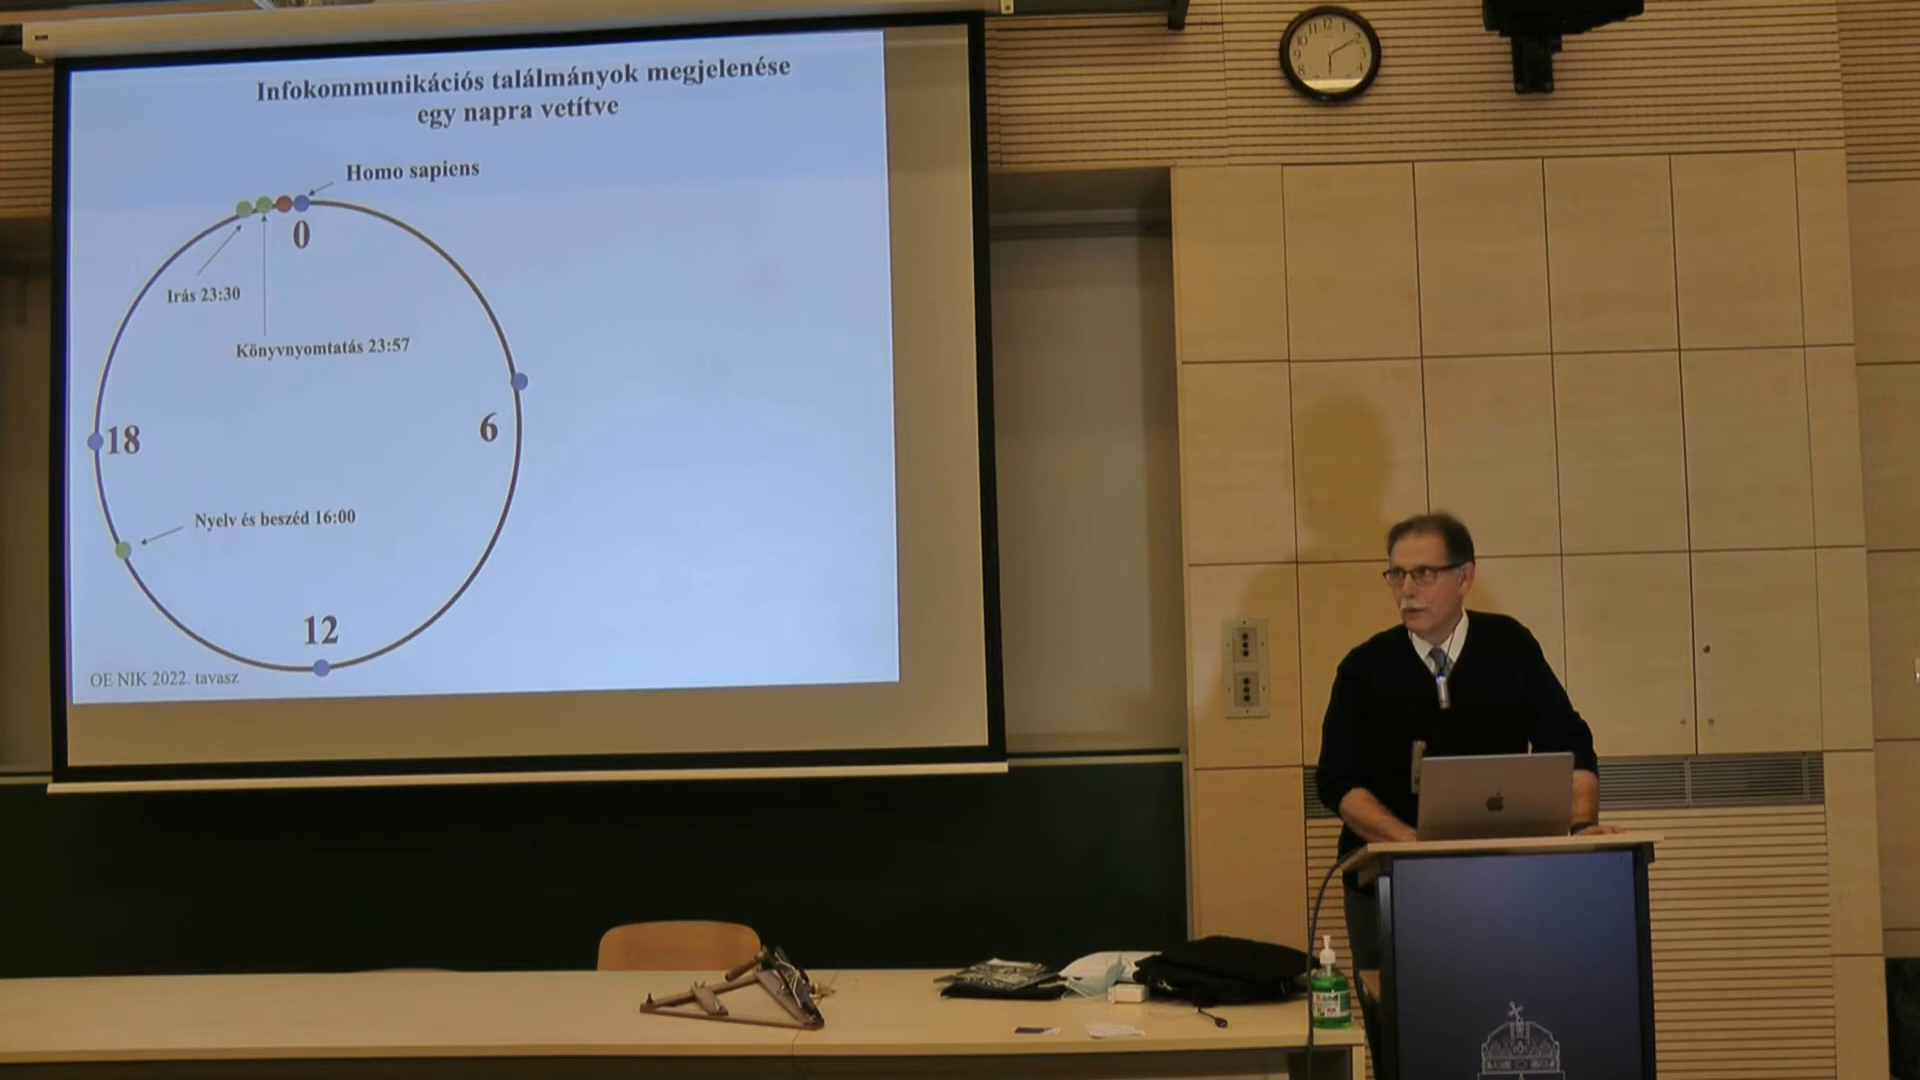 Infokommunikációs találmányok megjelenése
egy napra vetítve
Homo sapiens
0
Irás 23:30
Könyvnyomtatás 23:57
6
18
Nyelv és beszéd 16:00
12
OE NIK 2022. tavasz